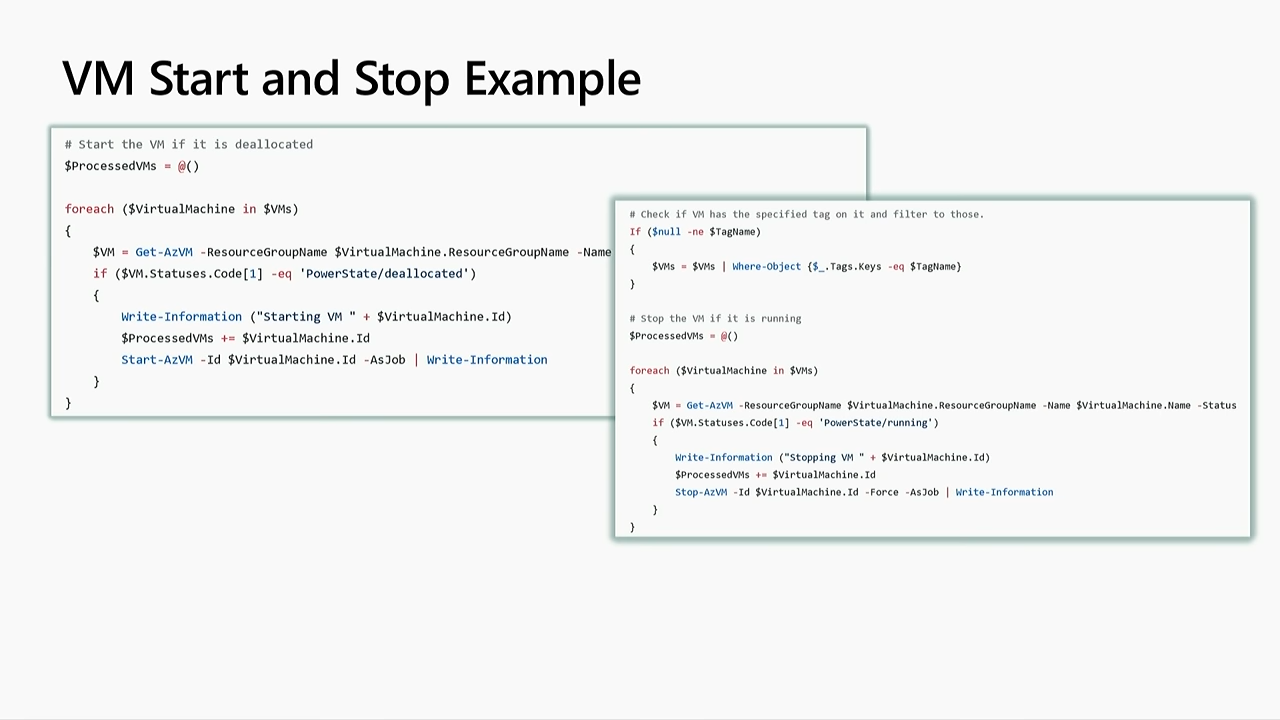 VM Start and Stop Example
# Start the VM if it is deallocated
$ProcessedVMs = @()
foreach ($VirtualMachine in $VMs)
{
$VM = Get-AzVM -ResourceGroupName $VirtualMachine.ResourceGroupName -Name
if ($VM.Statuses.Code[1] -eq 'PowerState/deallocated')
{
Write-Information ("Starting VM " + $VirtualMachine.Id)
$ProcessedVMs += $VirtualMachine.Id
Start-AzVM -Id $VirtualMachine.Id -AsJob | Write-Information
}
}
# Check if VM has the specified tag on it and filter to those.
If ($null -ne $TagName)
{
$VMs = $VMs | Where-Object {$_.Tags.Keys -eq $TagName}
}
# Stop the VM if it is running
$ProcessedVMs = @()
foreach ($VirtualMachine in $VMs)
{
$VM = Get-AzVM -ResourceGroupName $VirtualMachine.ResourceGroupName -Name $VirtualMachine.Name -Status
if ($VM.Statuses.Code[1] -eq 'PowerState/running')
{
Write-Information ("Stopping VM " + $VirtualMachine.Id)
$ProcessedVMs += $VirtualMachine.Id
Stop-AzVM -Id $VirtualMachine.Id -Force -AsJob | Write-Information
}
}